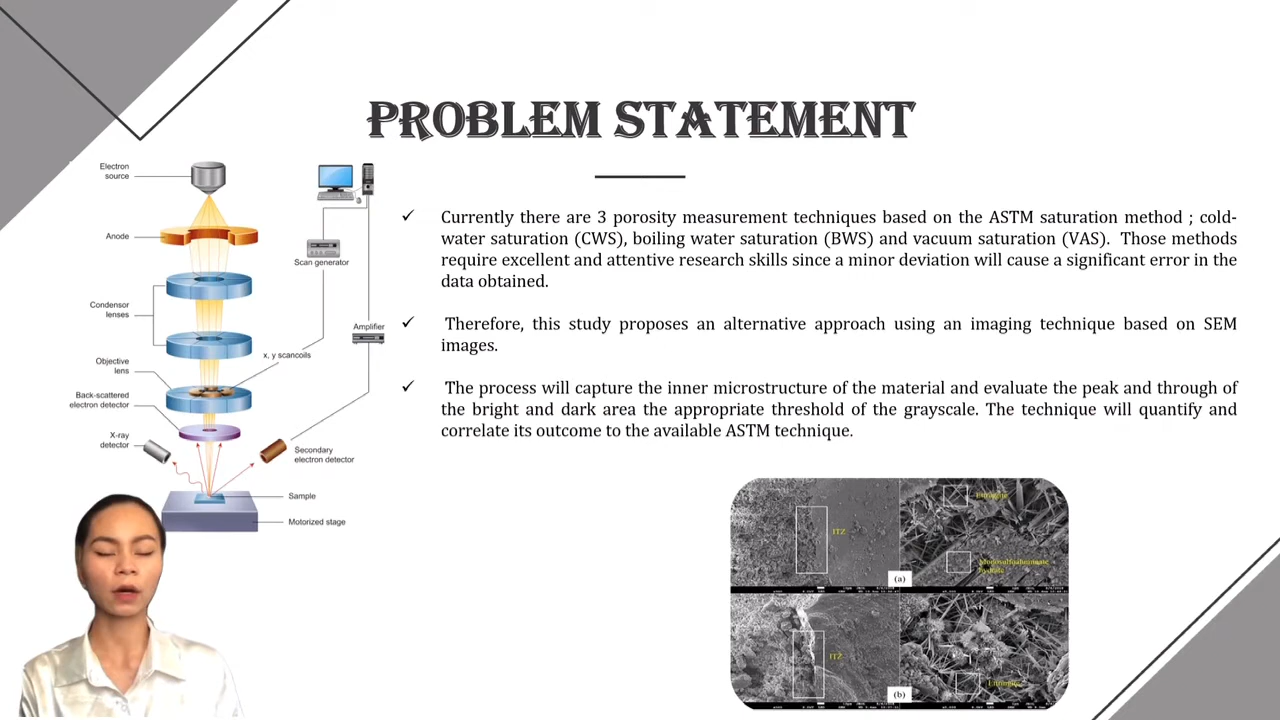 PROBLEM STATEMENT
Electron
source
Anode
Condensor
lenses
Objective
lens
Back-scattered
electron detector
X-ray
detector
Scan generator
Amplifier
x, y scancoils
Secondary
electron detector
Sample
Motorized stage
✓ Currently there are 3 porosity measurement techniques based on the ASTM saturation method ; cold-
water saturation (CWS), boiling water saturation (BWS) and vacuum saturation (VAS). Those methods
require excellent and attentive research skills since a minor deviation will cause a significant error in the
data obtained.
✓ Therefore, this study proposes an alternative approach using an imaging technique based on SEM
images.
✓ The process will capture the inner microstructure of the material and evaluate the peak and through of
the bright and dark area the appropriate threshold of the grayscale. The technique will quantify and
correlate its outcome to the available ASTM technique.
ITZ
(a)
ITZ
(b)